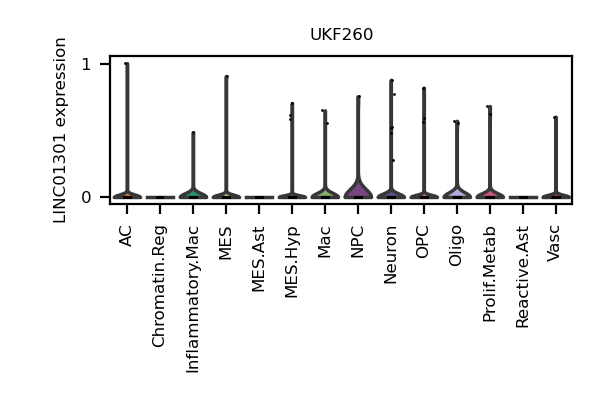 UKF260
LINC01301 expression
1
0
AC
Chromatin.Reg
Inflammatory.Mac
MES
MES.Ast
MES.Hyp
Mac
NPC
Neuron
OPC
Oligo
Prolif.Metab
Reactive.Ast
Vasc